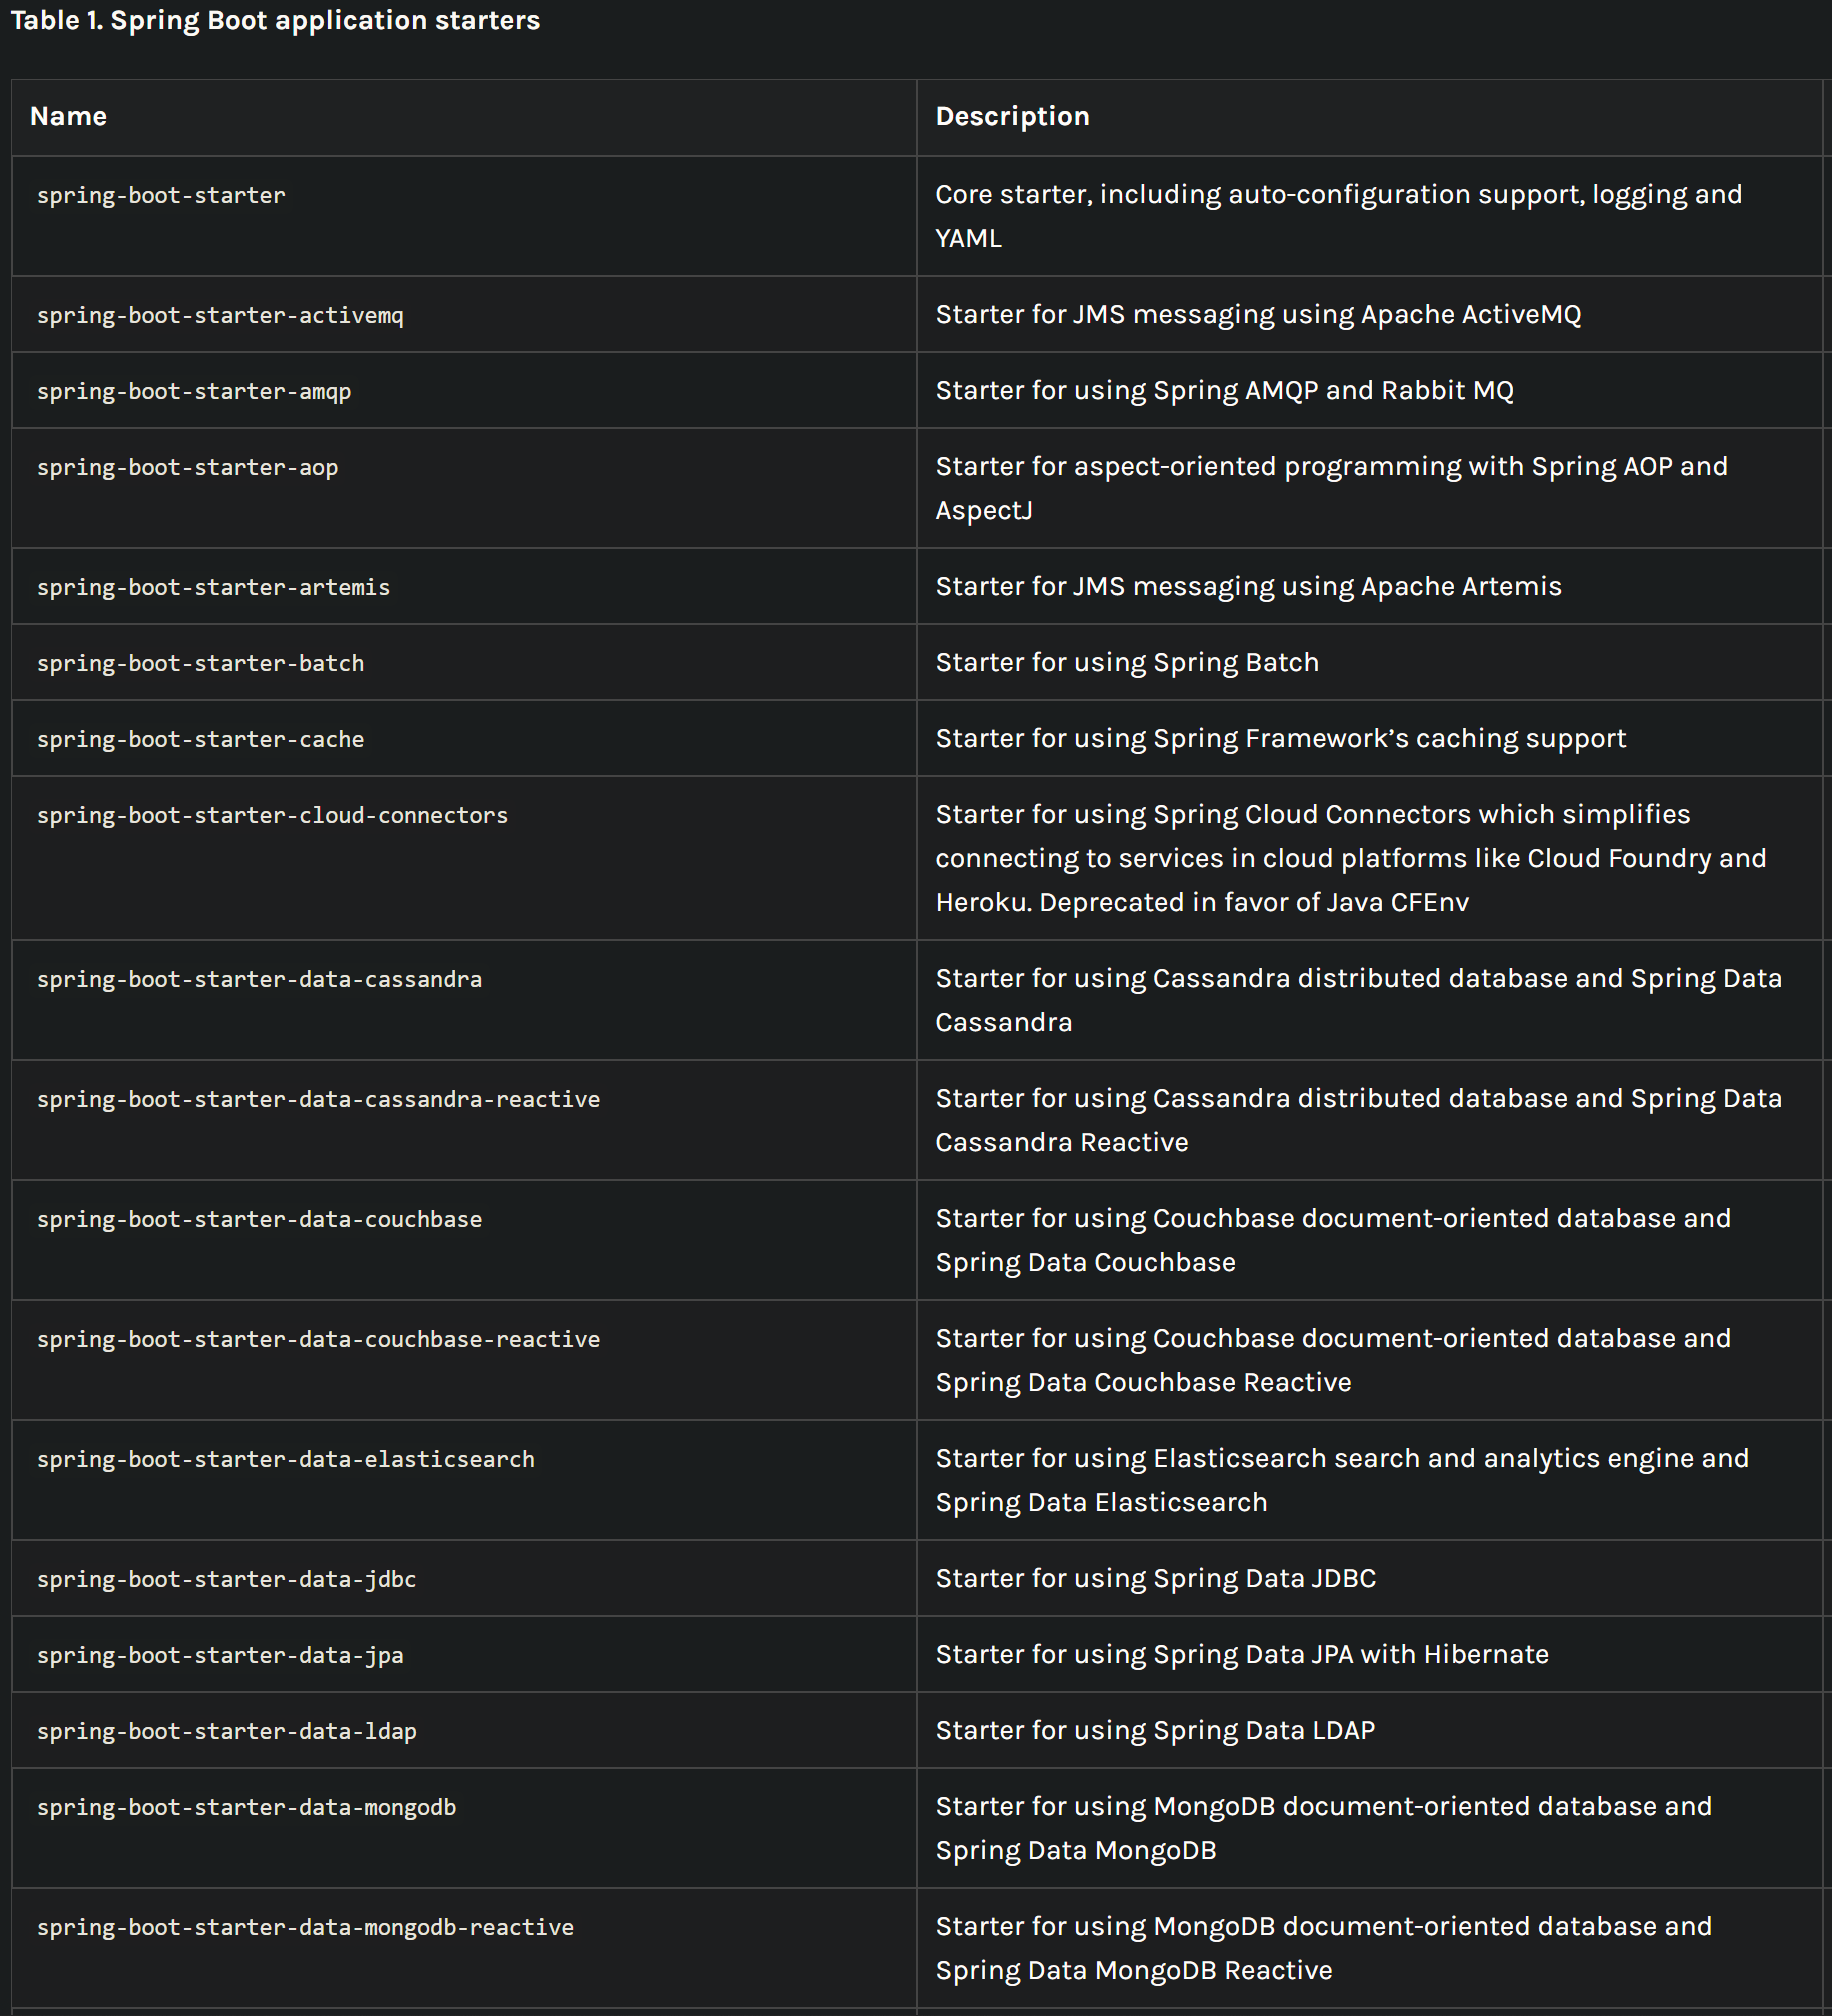 Table 1. Spring Boot application starters
Name
Description
spring-boot-starter
Core starter, including auto-configuration support, logging and
YAML
spring-boot-starter-activemq
Starter for JMS messaging using Apache ActiveMQ
spring-boot-starter-amqp
Starter for using Spring AMQP and Rabbit MQ
spring-boot-starter-aop
Starter for aspect-oriented programming with Spring AOP and
AspectJ
spring-boot-starter-artemis
Starter for JMS messaging using Apache Artemis
spring-boot-starter-batch
Starter for using Spring Batch
spring-boot-starter-cache
Starter for using Spring Framework’s caching support
spring-boot-starter-cloud-connectors
Starter for using Spring Cloud Connectors which simplifies
connecting to services in cloud platforms like Cloud Foundry and
Heroku. Deprecated in favor of Java CFEnv
spring-boot-starter-data-cassandra
Starter for using Cassandra distributed database and Spring Data
Cassandra
spring-boot-starter-data-cassandra-reactive
Starter for using Cassandra distributed database and Spring Data
Cassandra Reactive
spring-boot-starter-data-couchbase
Starter for using Couchbase document-oriented database and
Spring Data Couchbase
spring-boot-starter-data-couchbase-reactive
Starter for using Couchbase document-oriented database and
Spring Data Couchbase Reactive
spring-boot-starter-data-elasticsearch
Starter for using Elasticsearch search and analytics engine and
Spring Data Elasticsearch
spring-boot-starter-data-jdbc
Starter for using Spring Data JDBC
spring-boot-starter-data-jpa
Starter for using Spring Data JPA with Hibernate
spring-boot-starter-data-ldap
Starter for using Spring Data LDAP
spring-boot-starter-data-mongodb
Starter for using MongoDB document-oriented database and
Spring Data MongoDB
spring-boot-starter-data-mongodb-reactive
Starter for using MongoDB document-oriented database and
Spring Data MongoDB Reactive